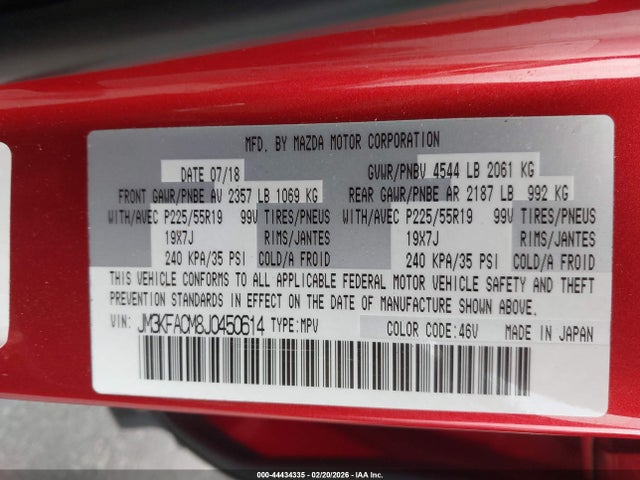 MFD. BY MAZDA MOTOR CORPORATION
DATE 07/18 GVWR/PNBV 4544 LB 2061 KG
FRONT GAWR/PNBE AV 2357 LB 1069 KG REAR GAWR/PNBE AR 2187 LB 992 KG
WITH/AVEC P225/55R19 99V TIRES/PNEUS WITH/AVEC P225/55R19 99V TIRES/PNEUS
19X7J RIMS/JANTES 19X7J RIMS/JANTES
240 KPA/35 PSI COLD/A FROID 240 KPA/35 PSI COLD/A FROID
THIS VEHICLE CONFORMS TO ALL APPLICABLE FEDERAL MOTOR VEHICLE SAFETY AND THEFT
PREVENTION STANDARDS IN EFFECT ON THE DATE OF MANUFACTURE SHOWN ABOVE.
VIN: JM3KFACM8J0450614 TYPE:MPV COLOR CODE:46V MADE IN JAPAN
000-44434335 | 02/20/2026 - IAA Inc.